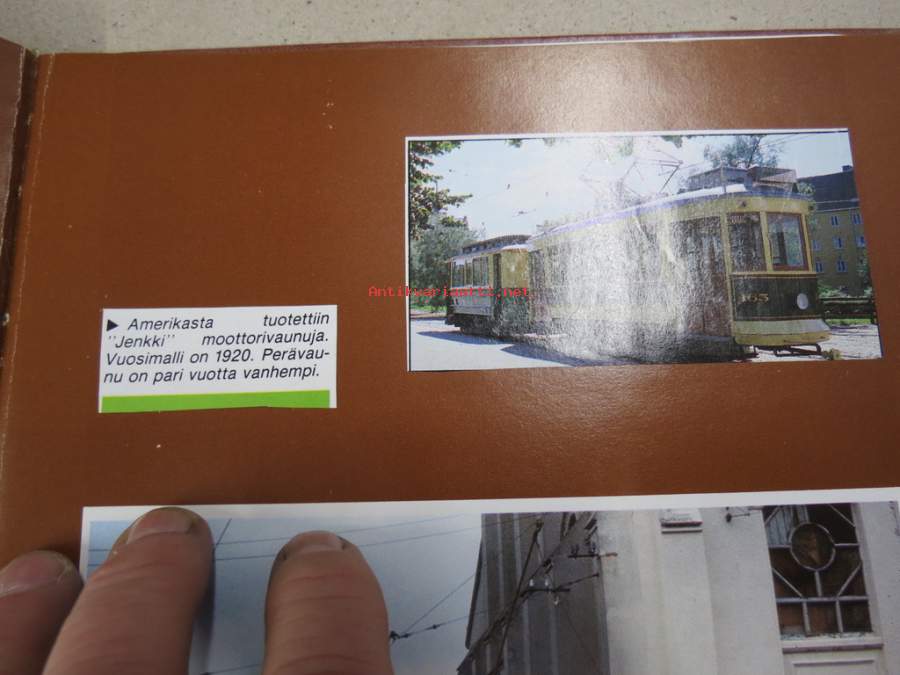 ► Amerikasta tuotettiin
"Jenkki" moottorivaunuja.
Vuosimalli on 1920. Perävau-
nu on pari vuotta vanhempi.
Antikvariaatti.net
165